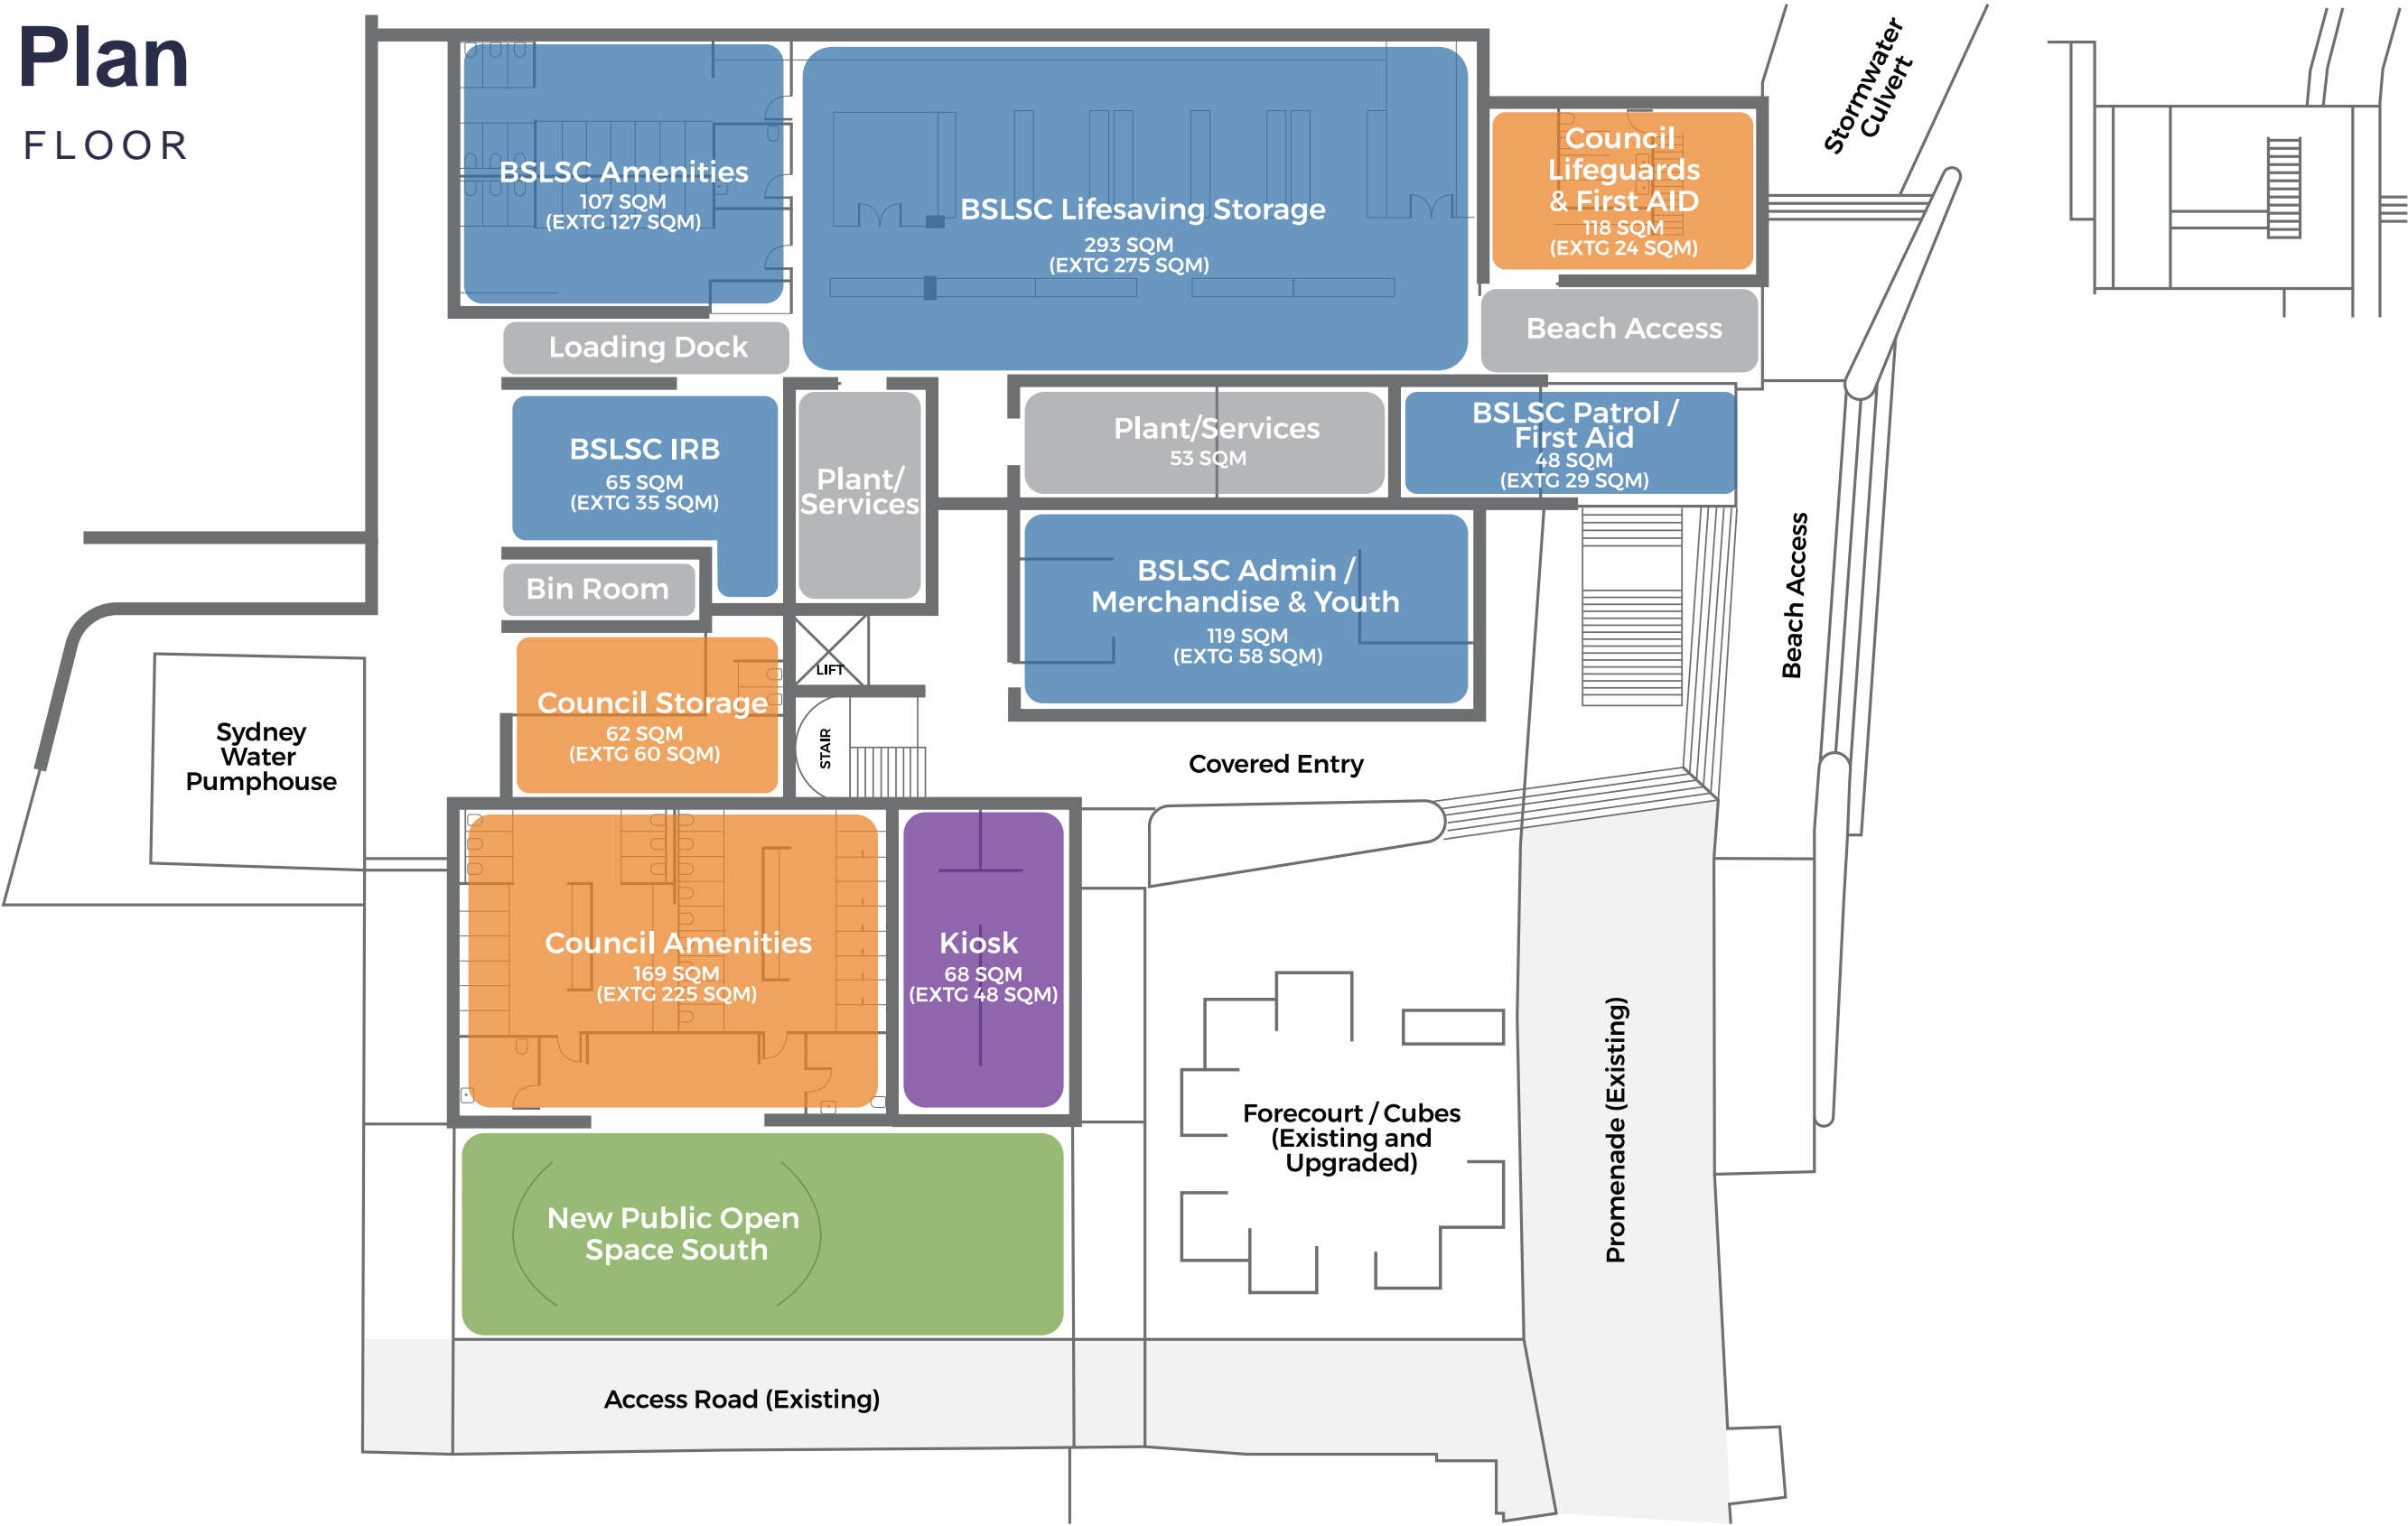 Plan
FLOOR
BSLSC Amenities
107 SQM
(EXTG 127 SQM)
BSLSC Lifesaving Storage
293 SQM
(EXTG 275 SQM)
Council
Lifeguards
& First AID
118 SQM
(EXTG 24 SQM)
Stormwater
Culvert
Loading Dock
Beach Access
BSLSC IRB
65 SQM
(EXTG 35 SQM)
Plant/
Services
Plant/Services
53 SQM
BSLSC Patrol /
First Aid
48 SQM
(EXTG 29 SQM)
Bin Room
BSLSC Admin /
Merchandise & Youth
119 SQM
(EXTG 58 SQM)
Beach Access
LIFT
Council Storage
62 SQM
(EXTG 60 SQM)
STAIR
Sydney
Water
Pumphouse
Covered Entry
Council Amenities
169 SQM
(EXTG 225 SQM)
Kiosk
68 SQM
(EXTG 48 SQM)
Forecourt / Cubes
(Existing and
Upgraded)
Promenade (Existing)
New Public Open
Space South
Access Road (Existing)